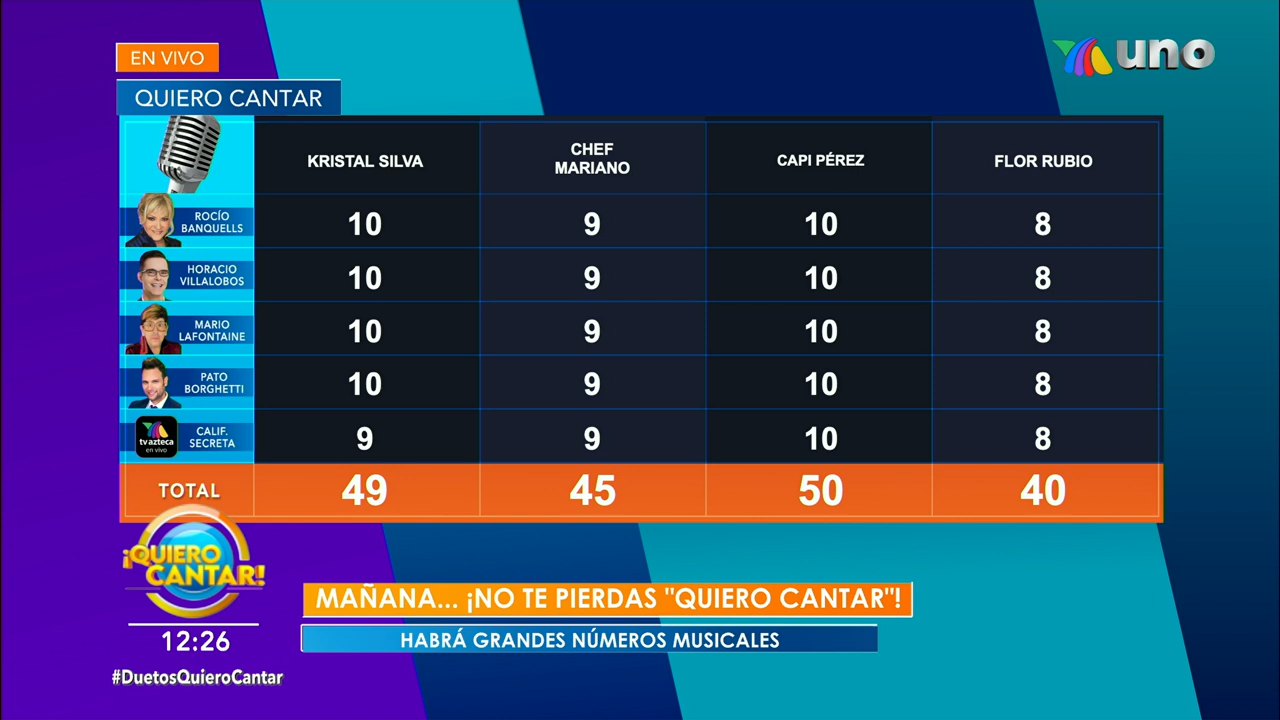 EN VIVO
uno
QUIERO CANTAR
KRISTAL SILVA
CHEF
MARIANO
CAPI PÉREZ
FLOR RUBIO
ROCÍO
BANQUELLS
10 9 10 8
HORACIO
VILLALOBOS
10 9 10 8
MARIO
LAFONTAINE
10 9 10 8
PATO
BORGHETTI
10 9 10 8
tv azteca
en vivo
CALIF.
SECRETA
9 9 10 8
TOTAL 49 45 50 40
¡QUIERO
CANTAR!
MAÑANA... ¡NO TE PIERDAS "QUIERO CANTAR"!
HABRÁ GRANDES NÚMEROS MUSICALES
12:26
#DuetosQuieroCantar